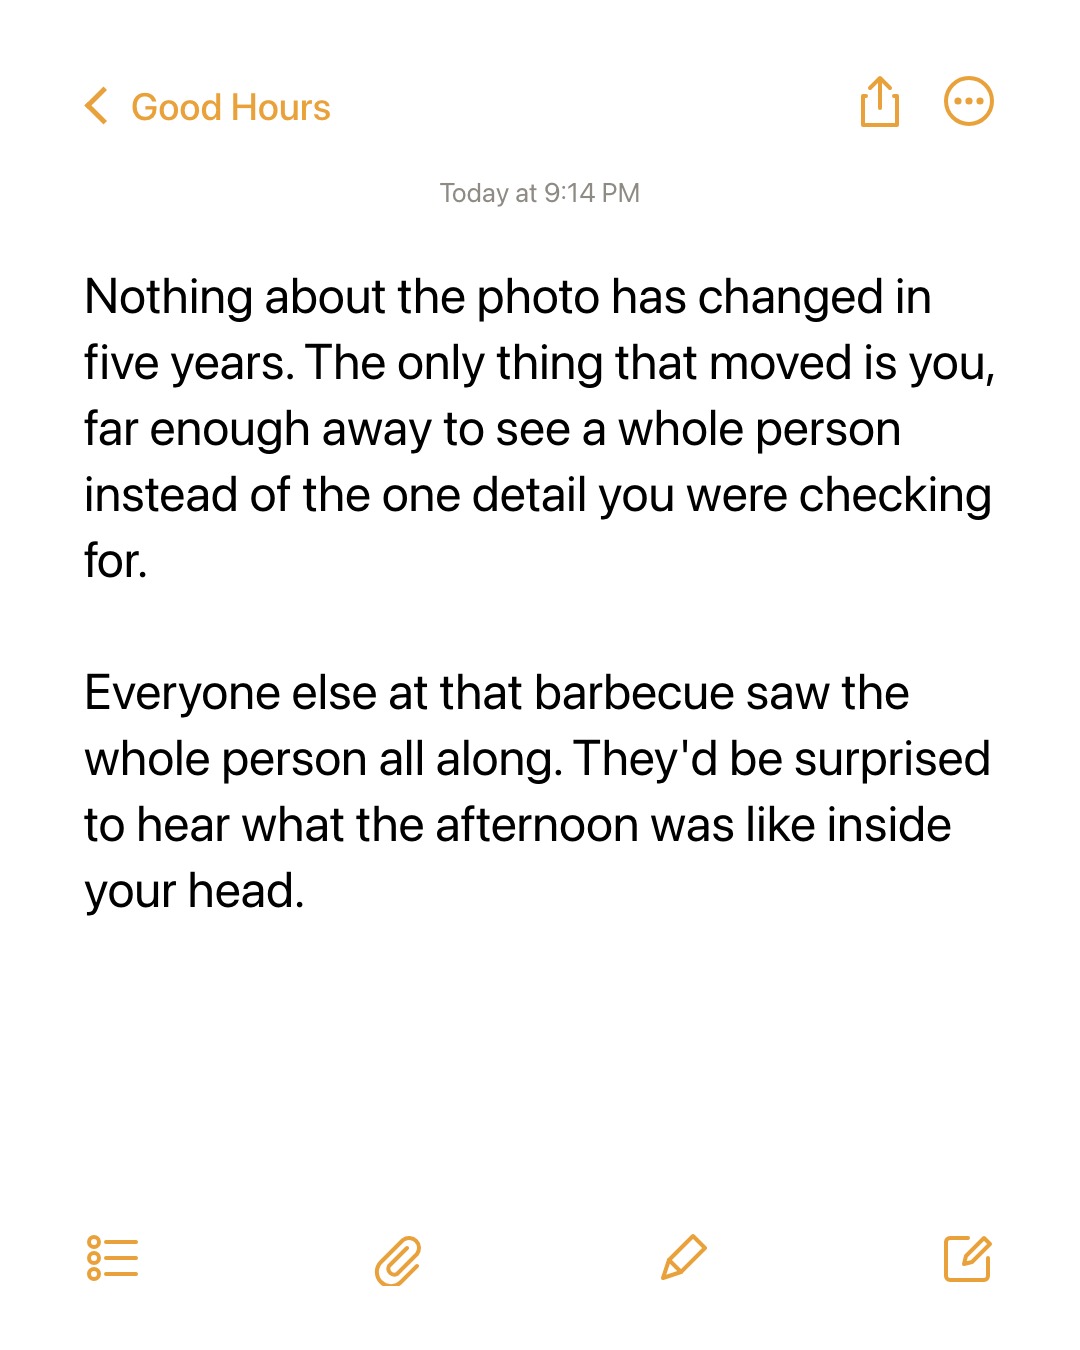 Good Hours
Today at 9:14 PM
Nothing about the photo has changed in
five years. The only thing that moved is you,
far enough away to see a whole person
instead of the one detail you were checking
for.
Everyone else at that barbecue saw the
whole person all along. They'd be surprised
to hear what the afternoon was like inside
your head.